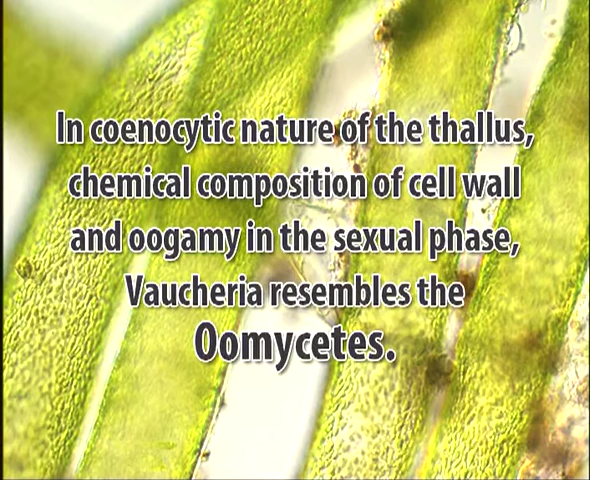 In coenocytic nature of the thallus,
chemical composition of cell wall
and oogamy in the sexual phase,
Vaucheria resembles the
Oomycetes.